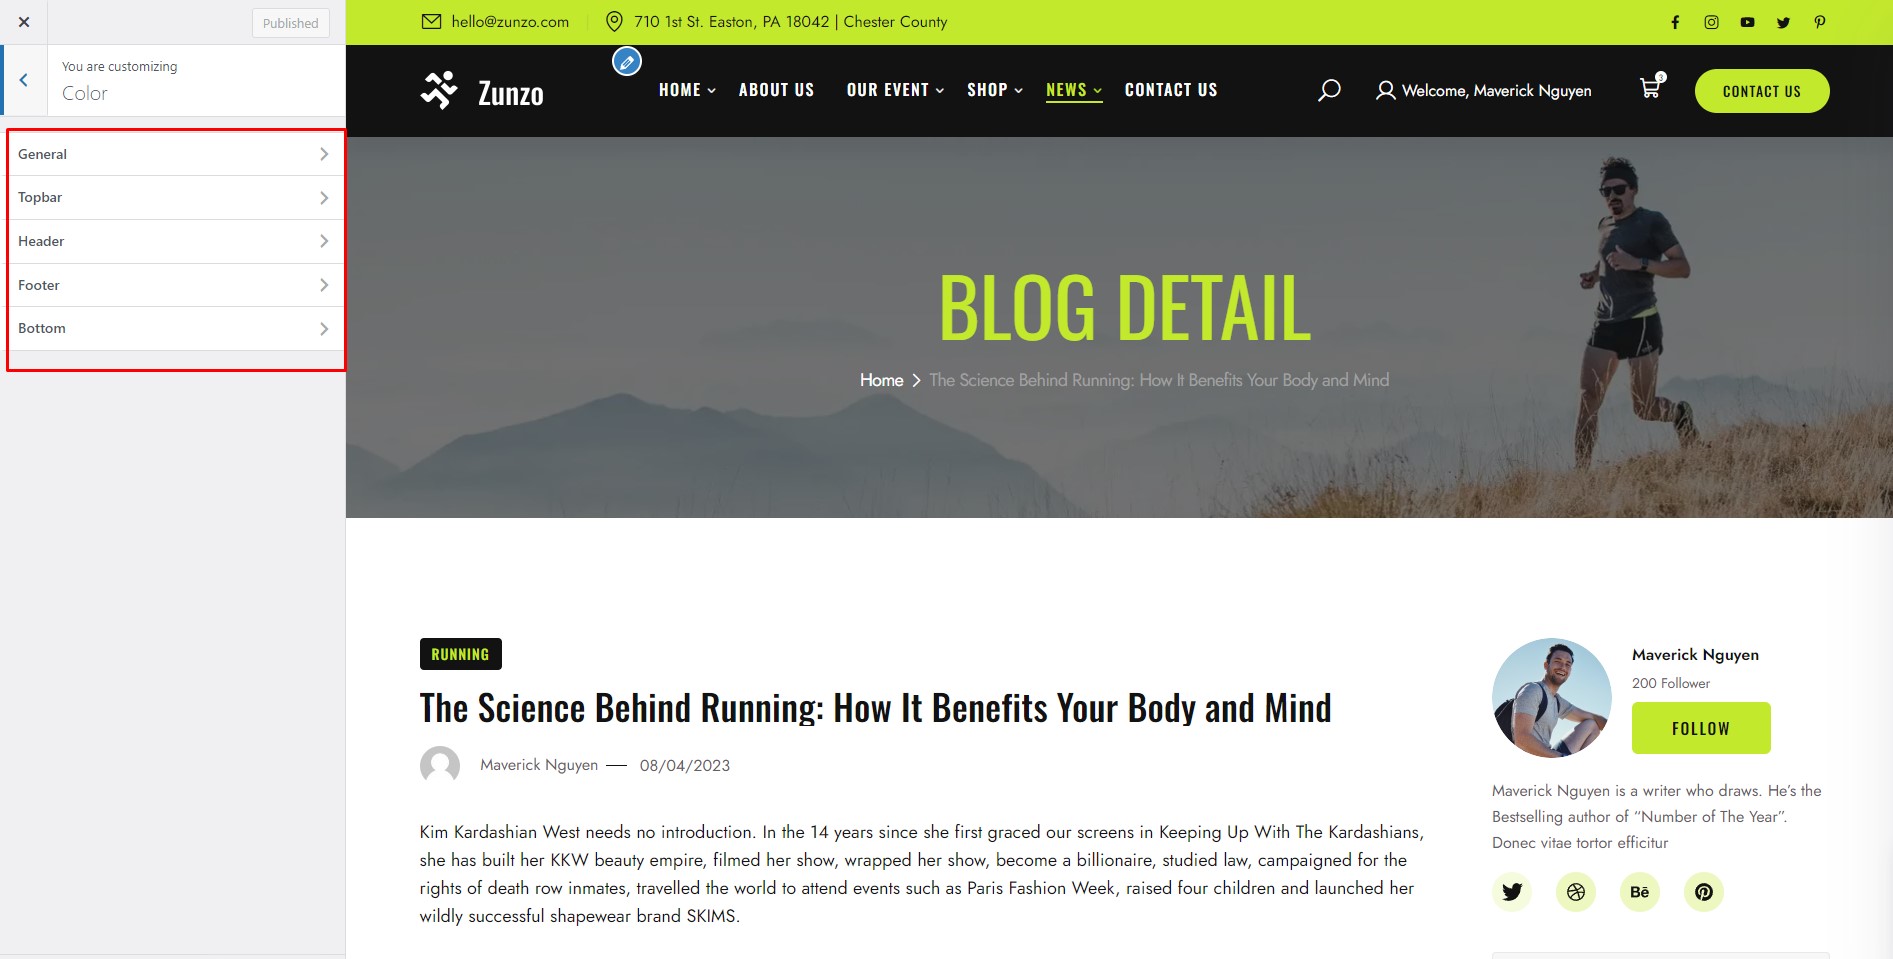 Published
You are customizing
Color
General
Topbar
Header
Footer
Bottom
hello@zunzo.com
710 1st St. Easton, PA 18042 | Chester County
Zunzo
HOME
ABOUT US
OUR EVENT
SHOP
NEWS
CONTACT US
Welcome, Maverick Nguyen
3
CONTACT US
BLOG DETAIL
Home
The Science Behind Running: How It Benefits Your Body and Mind
RUNNING
The Science Behind Running: How It Benefits Your Body and Mind
Maverick Nguyen — 08/04/2023
Kim Kardashian West needs no introduction. In the 14 years since she first graced our screens in Keeping Up With The Kardashians,
she has built her KKW beauty empire, filmed her show, wrapped her show, become a billionaire, studied law, campaigned for the
rights of death row inmates, travelled the world to attend events such as Paris Fashion Week, raised four children and launched her
wildly successful shapewear brand SKIMS.
Maverick Nguyen
200 Follower
FOLLOW
Maverick Nguyen is a writer who draws. He's the
Bestselling author of “Number of The Year”.
Donec vitae tortor efficitur
Bē